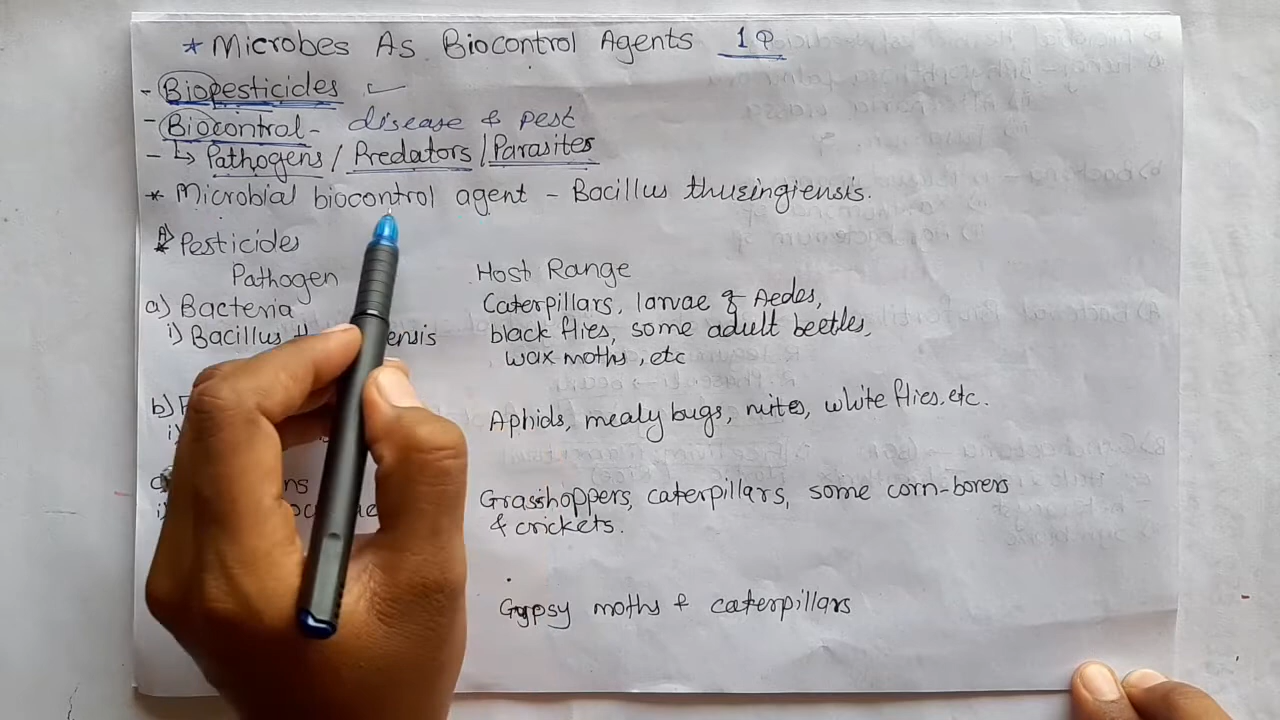 * Microbes As Biocontrol Agents 1Q
- Biopesticides
- Biocontrol - disease & pest
- ↳ Pathogens / Predators / Parasites
* Microbial biocontrol agent - Bacillus thuringiensis.
Pesticides
Pathogen Host Range
a) Bacteria Caterpillars, larvae of Aedes,
i) Bacillus ensis black flies, some adult beetles,
wax moths, etc
b) Aphids, mealy bugs, mites, white flies. etc.
i)
Grasshoppers, caterpillars, some corn-borers
& crickets.
Gypsy moths & caterpillars